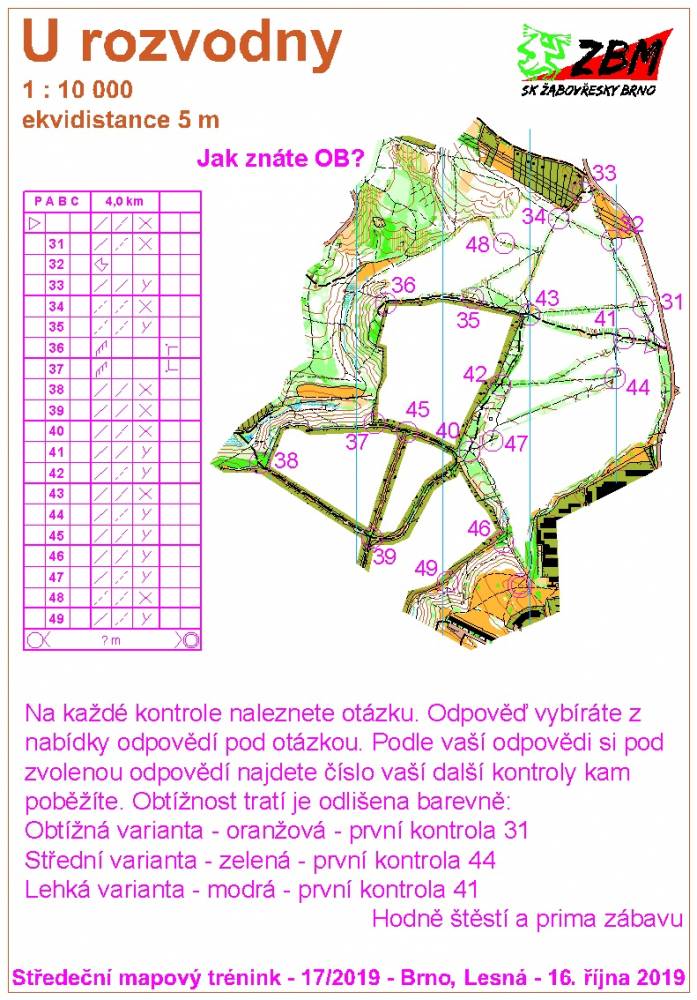 U rozvodny
1 : 10 000
ekvidistance 5 m
ZBM
SK ŽABOVŘESKY BRNO
Jak znáte OB?
P A B C 4,0 km
31
32
33
34
35
36
37
38
39
40
41
42
43
44
45
46
47
48
49
? m
33
34
32
48
36
35
43
31
41
42
44
45
37
40
47
38
39
46
49
Na každé kontrole naleznete otázku. Odpověď vybíráte z
nabídky odpovědí pod otázkou. Podle vaší odpovědi si pod
zvolenou odpovědí najdete číslo vaší další kontroly kam
poběžíte. Obtížnost tratí je odlišena barevně:
Obtížná varianta - oranžová - první kontrola 31
Střední varianta - zelená - první kontrola 44
Lehká varianta - modrá - první kontrola 41
Hodně štěstí a prima zábavu
Středeční mapový trénink - 17/2019 - Brno, Lesná - 16. října 2019